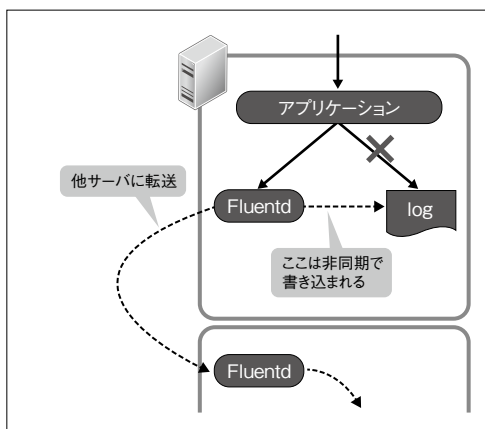 アプリケーション
他サーバに転送
Fluentd
log
ここは非同期で
書き込まれる
Fluentd